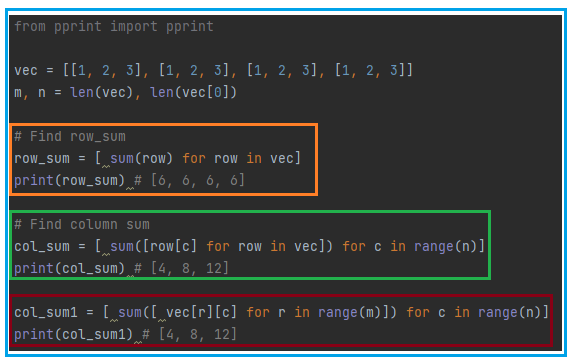 from pprint import pprint
vec = [[1, 2, 3], [1, 2, 3], [1, 2, 3], [1, 2, 3]]
m, n = len(vec), len(vec[0])
# Find row_sum
row_sum = [ sum(row) for row in vec]
print(row_sum) # [6, 6, 6, 6]
# Find column sum
col_sum = [ sum([row[c] for row in vec]) for c in range(n)]
print(col_sum) # [4, 8, 12]
col_sum1 = [ sum([ vec[r][c] for r in range(m)]) for c in range(n)]
print(col_sum1) # [4, 8, 12]